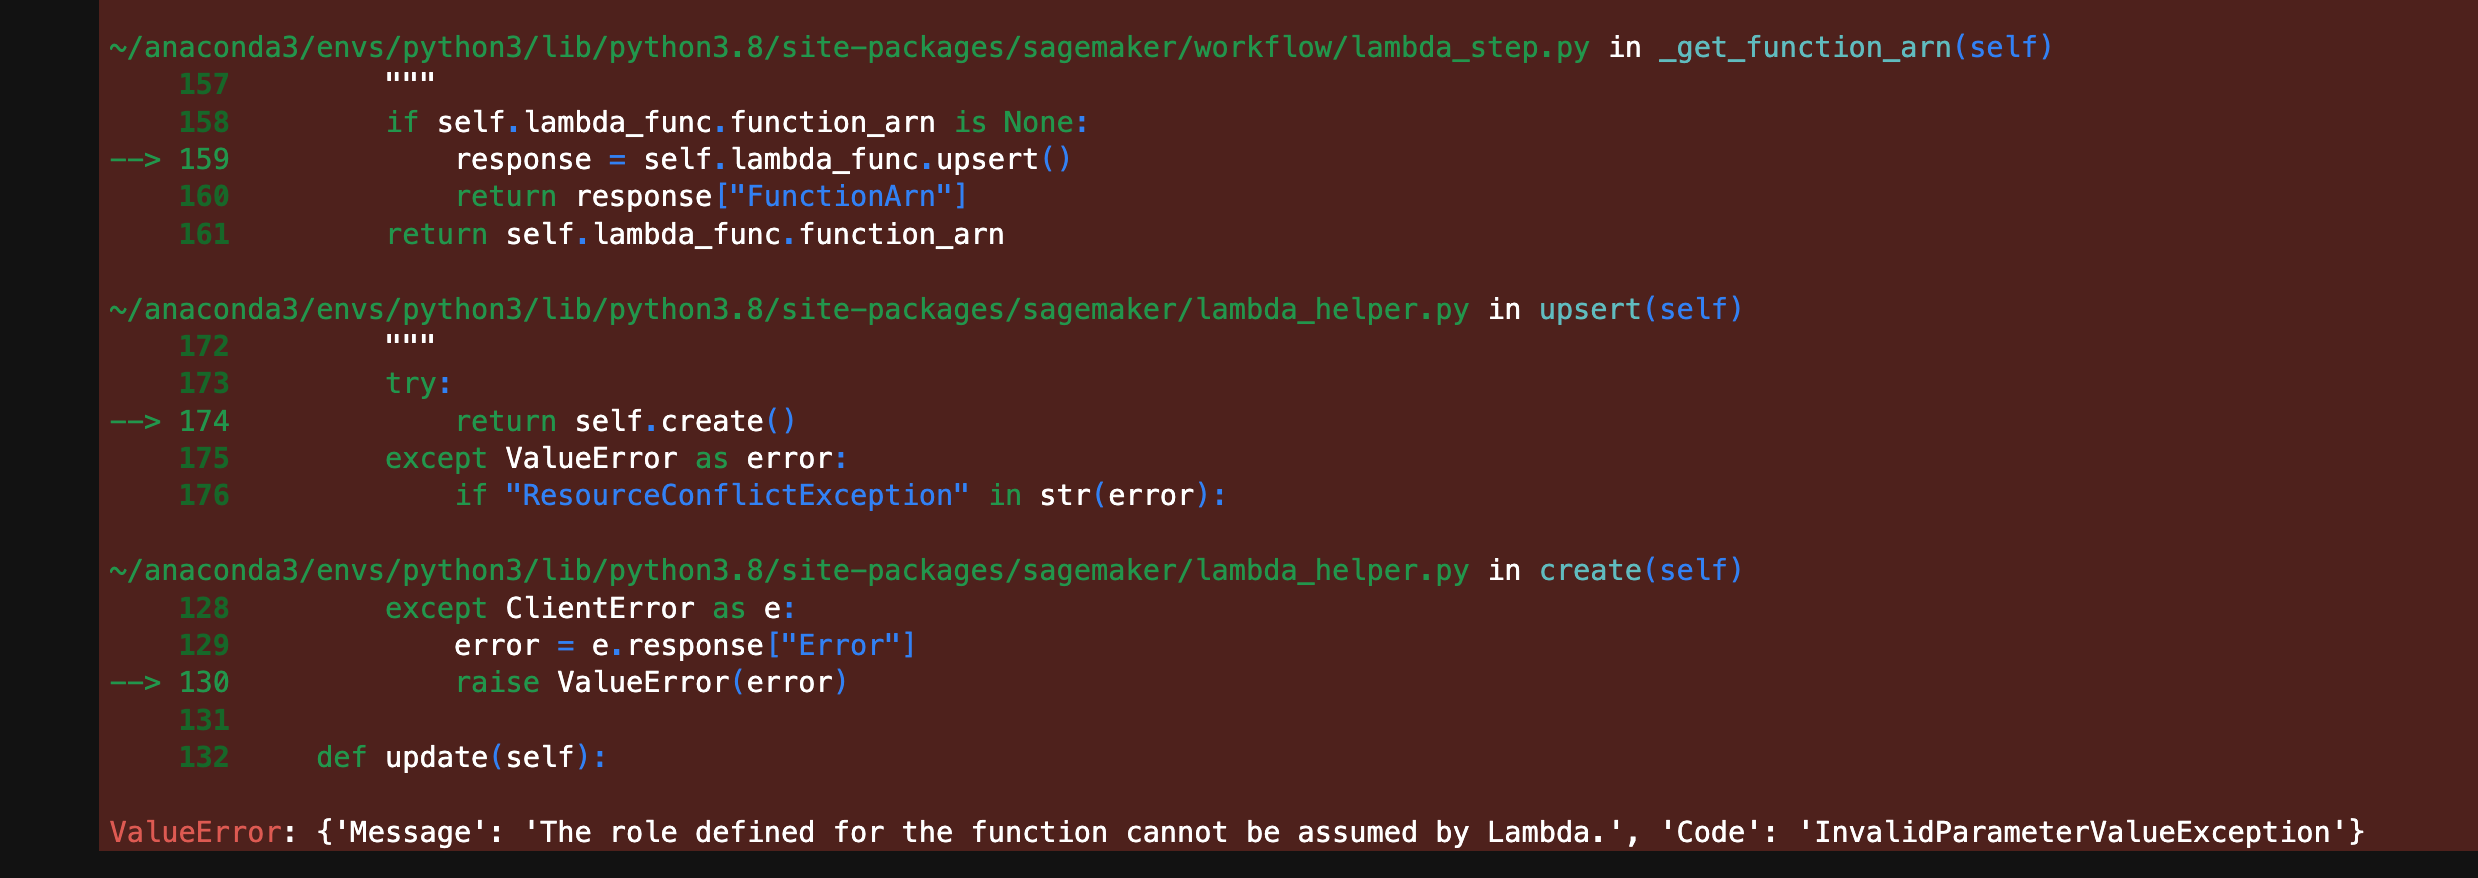 ~/anaconda3/envs/python3/lib/python3.8/site-packages/sagemaker/workflow/lambda_step.py in _get_function_arn(self)
    157         """
    158         if self.lambda_func.function_arn is None:
--> 159             response = self.lambda_func.upsert()
    160             return response["FunctionArn"]
    161         return self.lambda_func.function_arn
~/anaconda3/envs/python3/lib/python3.8/site-packages/sagemaker/lambda_helper.py in upsert(self)
    172         """
    173         try:
--> 174             return self.create()
    175         except ValueError as error:
    176             if "ResourceConflictException" in str(error):
~/anaconda3/envs/python3/lib/python3.8/site-packages/sagemaker/lambda_helper.py in create(self)
    128         except ClientError as e:
    129             error = e.response["Error"]
--> 130             raise ValueError(error)
    131
    132     def update(self):
ValueError: {'Message': 'The role defined for the function cannot be assumed by Lambda.', 'Code': 'InvalidParameterValueException'}